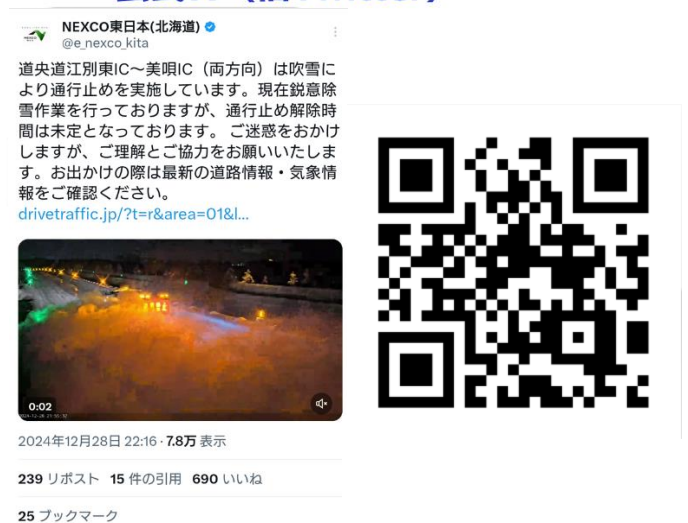 NEXCO東日本(北海道)
@e_nexco_kita
道央道江別東IC〜美唄IC（両方向）は吹雪に
より通行止めを実施しています。現在鋭意除
雪作業を行っておりますが、通行止め解除時
間は未定となっております。 ご迷惑をおかけ
しますが、ご理解とご協力をお願いいたしま
す。お出かけの際は最新の道路情報・気象情
報をご確認ください。
drivetraffic.jp/?t=r&area=01&l...
0:02
2024年12月28日 22:16 · 7.8万 表示
239 リポスト 15 件の引用 690 いいね
25 ブックマーク